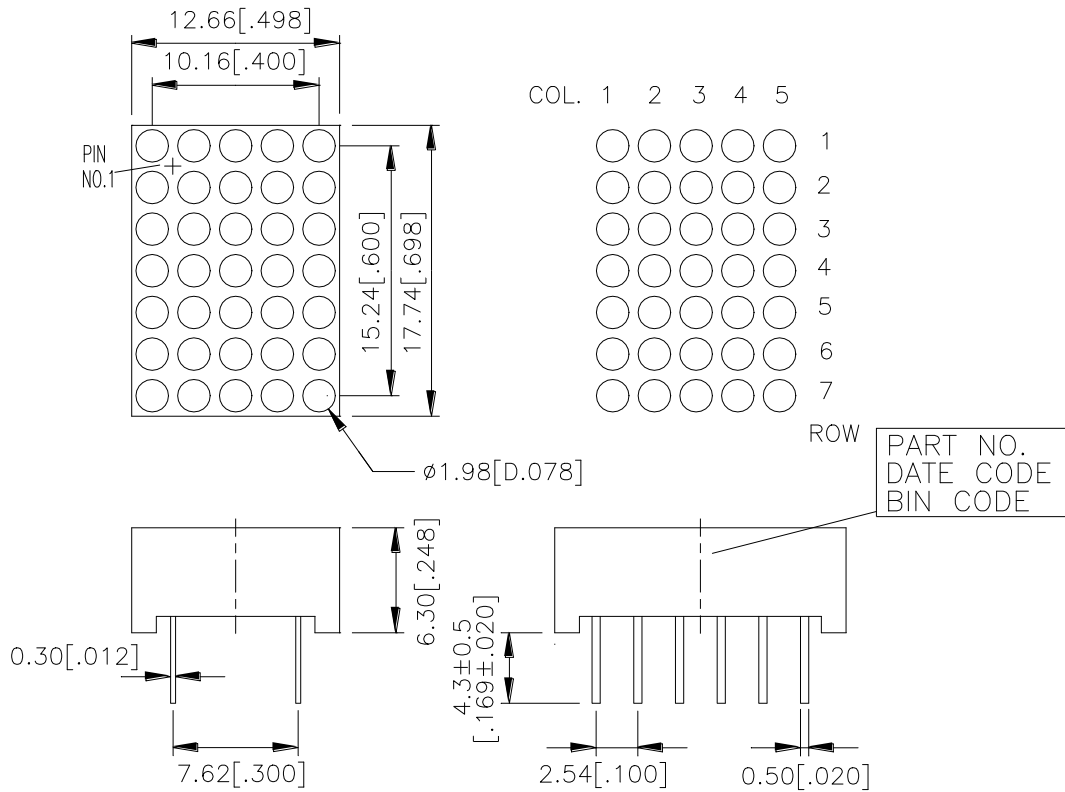 12.66[.498]
10.16[.400]
PIN
NO.1
15.24[.600]
17.74[.698]
ø1.98[D.078]
COL. 1 2 3 4 5
1
2
3
4
5
6
7
ROW
PART NO.
DATE CODE
BIN CODE
6.30[.248]
0.30[.012]
7.62[.300]
4.3±0.5
[.169±.020]
2.54[.100]
0.50[.020]